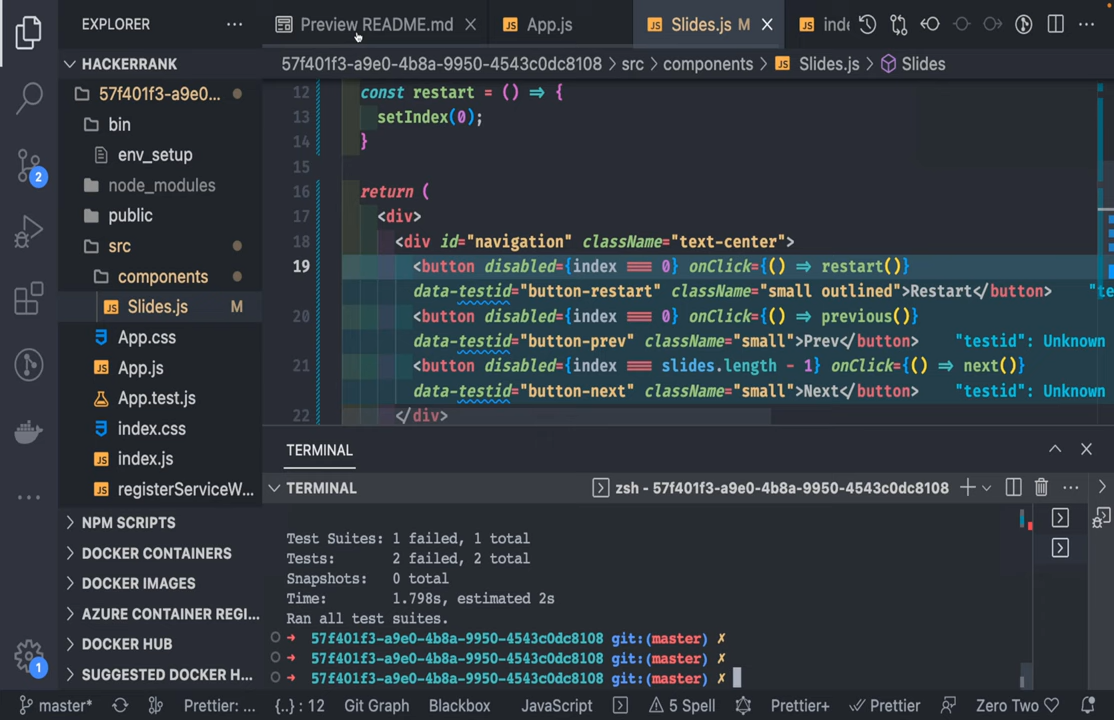 EXPLORER
Preview README.md
App.js
Slides.js M
inde
HACKERRANK
57f401f3-a9e0-4b8a-9950-4543c0dc8108 > src > components > Slides.js > Slides
57f401f3-a9e0...
bin
env_setup
node_modules
public
src
components
Slides.js M
App.css
App.js
App.test.js
index.css
index.js
registerServiceW...
NPM SCRIPTS
DOCKER CONTAINERS
DOCKER IMAGES
AZURE CONTAINER REGI...
DOCKER HUB
SUGGESTED DOCKER H...
2
1
12 const restart = () => {
13 setIndex(0);
14 }
15
16 return (
17 <div>
18 <div id="navigation" className="text-center">
19 <button disabled={index === 0} onClick={() => restart()}
data-testid="button-restart" className="small outlined">Restart</button> "te
20 <button disabled={index === 0} onClick={() => previous()}
data-testid="button-prev" className="small">Prev</button> "testid": Unknown
21 <button disabled={index === slides.length - 1} onClick={() => next()}
data-testid="button-next" className="small">Next</button> "testid": Unknown
22 </div>
TERMINAL
TERMINAL
zsh - 57f401f3-a9e0-4b8a-9950-4543c0dc8108
Test Suites: 1 failed, 1 total
Tests: 2 failed, 2 total
Snapshots: 0 total
Time: 1.798s, estimated 2s
Ran all test suites.
➜ 57f401f3-a9e0-4b8a-9950-4543c0dc8108 git:(master) ✗
➜ 57f401f3-a9e0-4b8a-9950-4543c0dc8108 git:(master) ✗
➜ 57f401f3-a9e0-4b8a-9950-4543c0dc8108 git:(master) ✗
master* Prettier: ... {..} : 12 Git Graph Blackbox JavaScript 5 Spell Prettier+ Prettier Zero Two ♡